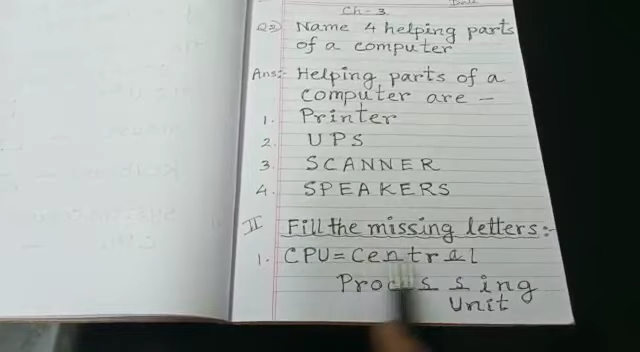 Ch-3
Date
Q3) Name 4 helping parts
of a computer
Ans:- Helping parts of a
computer are -
1. Printer
2. UPS
3. SCANNER
4. SPEAKERS
II Fill the missing letters:-
1. CPU = Central
Processing
Unit